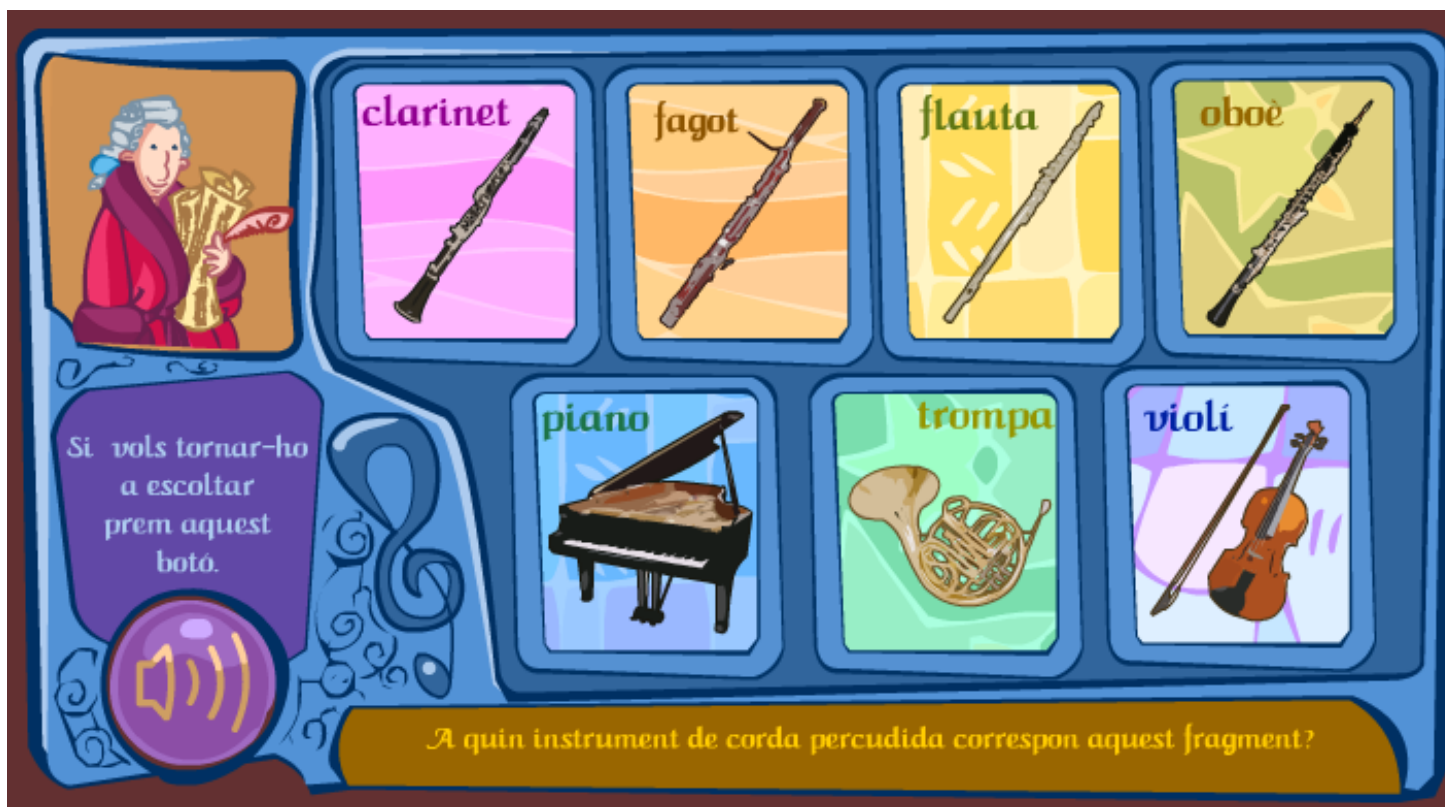 clarinet
fagot
flauta
oboè
piano
trompa
violí
Si vols tornar-ho
a escoltar
prem aquest
botó.
A quin instrument de corda percudida correspon aquest fragment?